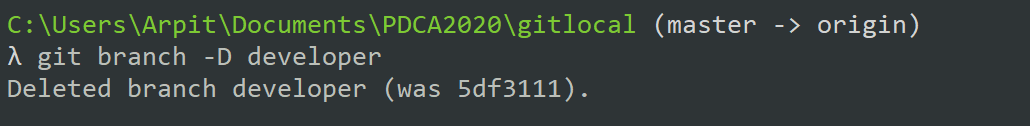 C:\Users\Arpit\Documents\PDCA2020\gitlocal (master -> origin)
λ git branch -D developer
Deleted branch developer (was 5df3111).